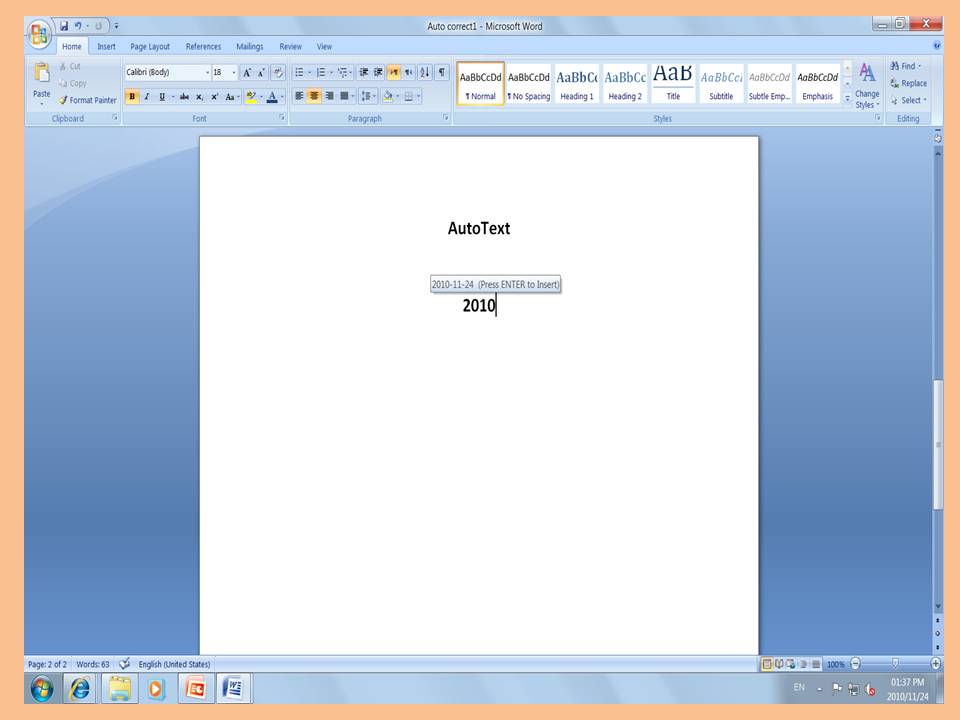 Auto correct1 - Microsoft Word
Home Insert Page Layout References Mailings Review View
Paste
Cut
Copy
Format Painter
Clipboard
Calibri (Body) 18
Font
Paragraph
AaBbCcDd AaBbCcDd AaBbCc AaBbCc AaB AaBbCcI AaBbCcDd AaBbCcDd
¶ Normal ¶ No Spacing Heading 1 Heading 2 Title Subtitle Subtle Emp... Emphasis
Change
Styles
Styles
Find
Replace
Select
Editing
AutoText
2010-11-24 (Press ENTER to Insert)
2010
Page: 2 of 2 Words: 63 English (United States) 100%
EN 01:37 PM
2010/11/24